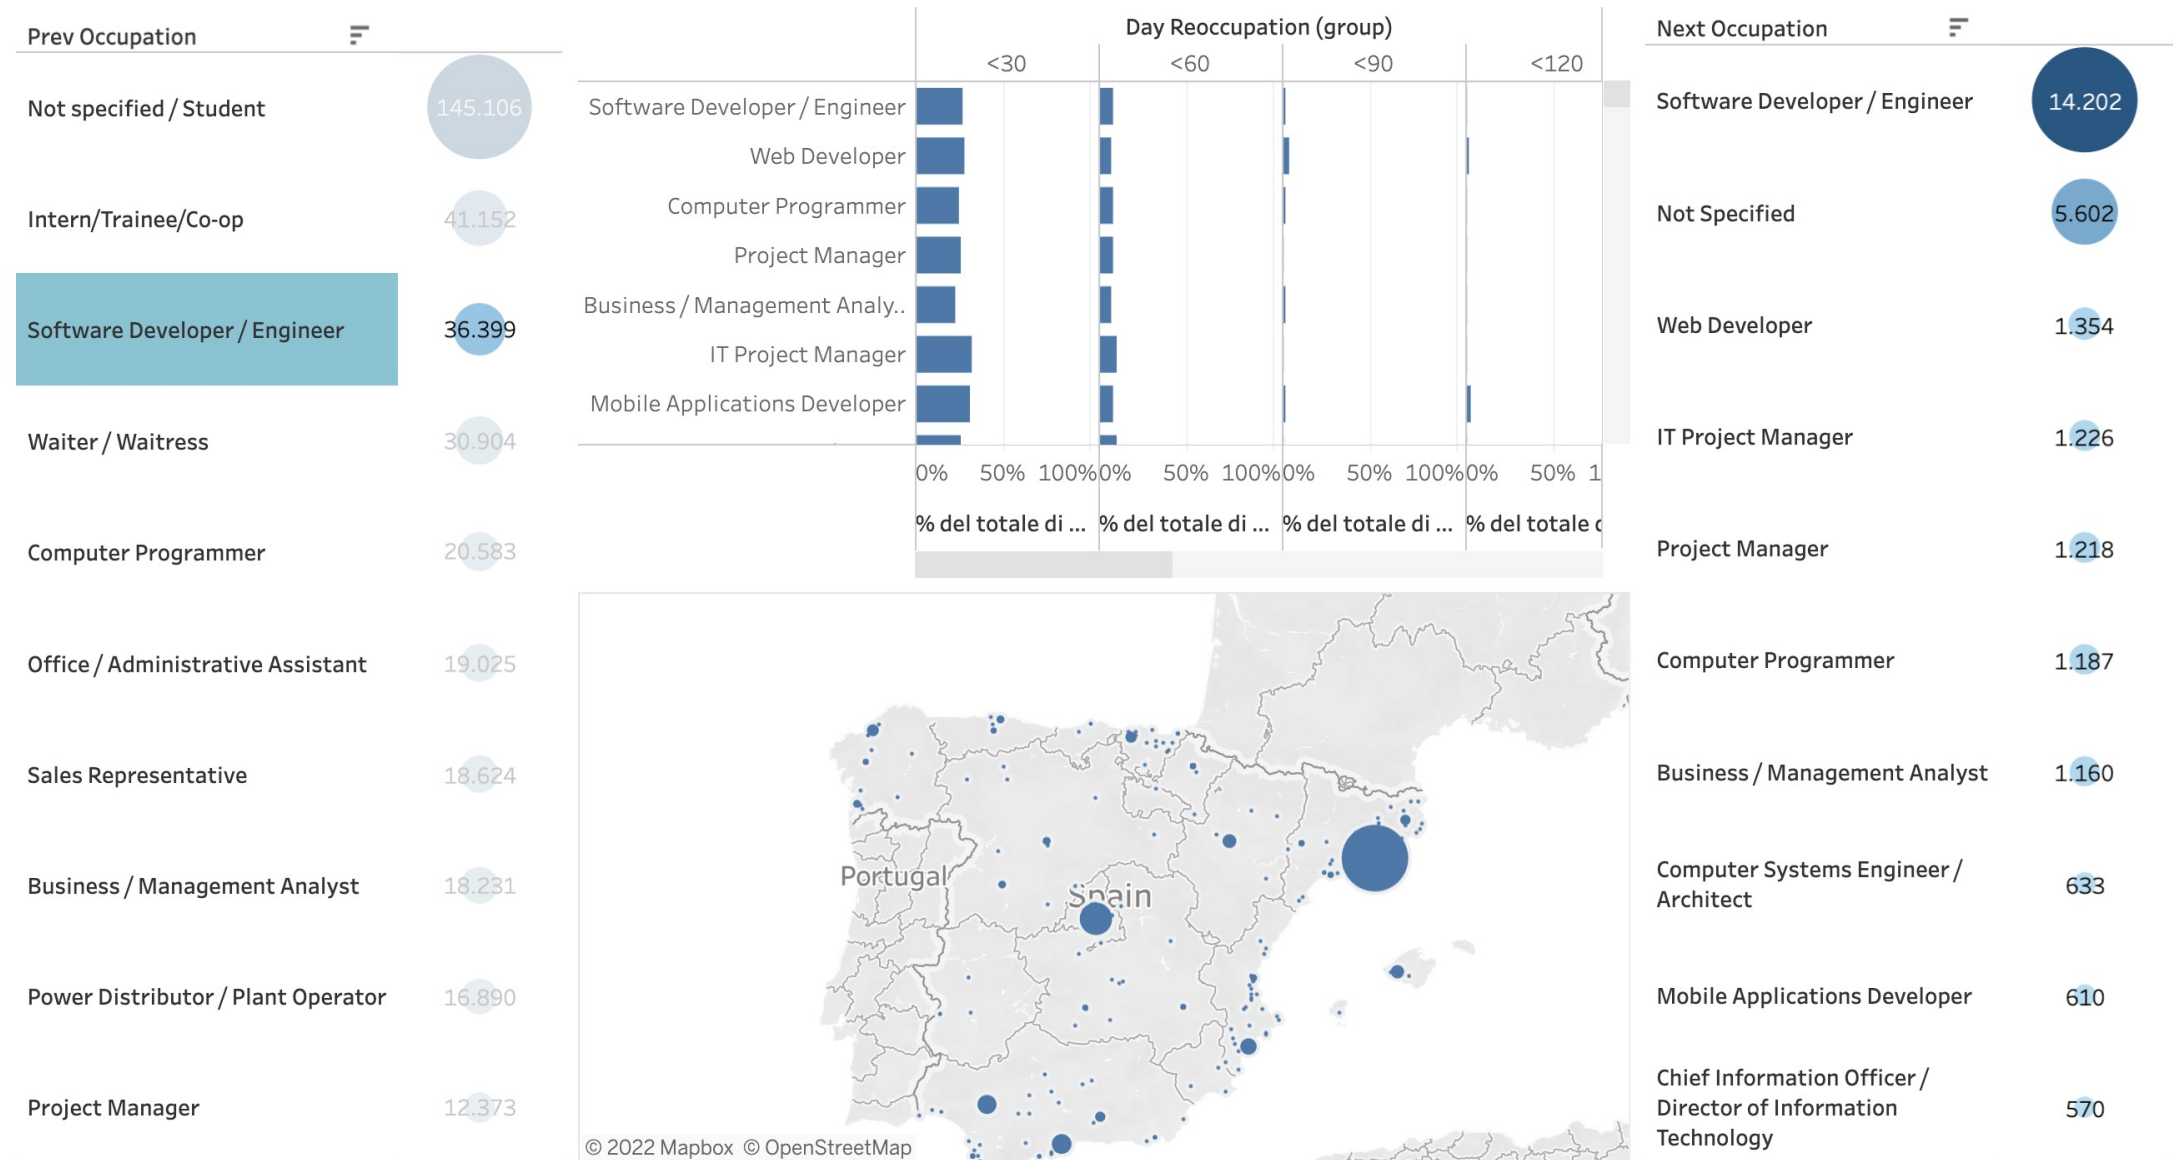 Prev Occupation
Not specified / Student
145.106
Intern/Trainee/Co-op
41.152
Software Developer / Engineer
36.399
Waiter / Waitress
30.904
Computer Programmer
20.583
Office / Administrative Assistant
19.025
Sales Representative
18.624
Business / Management Analyst
18.231
Power Distributor / Plant Operator
16.890
Project Manager
12.373
Day Reoccupation (group)
<30 <60 <90 <120
Software Developer / Engineer
Web Developer
Computer Programmer
Project Manager
Business / Management Analy..
IT Project Manager
Mobile Applications Developer
0% 50% 100% 0% 50% 100% 0% 50% 100% 0% 50% 1
% del totale di ... % del totale di ... % del totale di ... % del totale
Portugal
Spain
© 2022 Mapbox © OpenStreetMap
Next Occupation
Software Developer / Engineer
14.202
Not Specified
5.602
Web Developer
1.354
IT Project Manager
1.226
Project Manager
1.218
Computer Programmer
1.187
Business / Management Analyst
1.160
Computer Systems Engineer /
Architect
633
Mobile Applications Developer
610
Chief Information Officer /
Director of Information
Technology
570